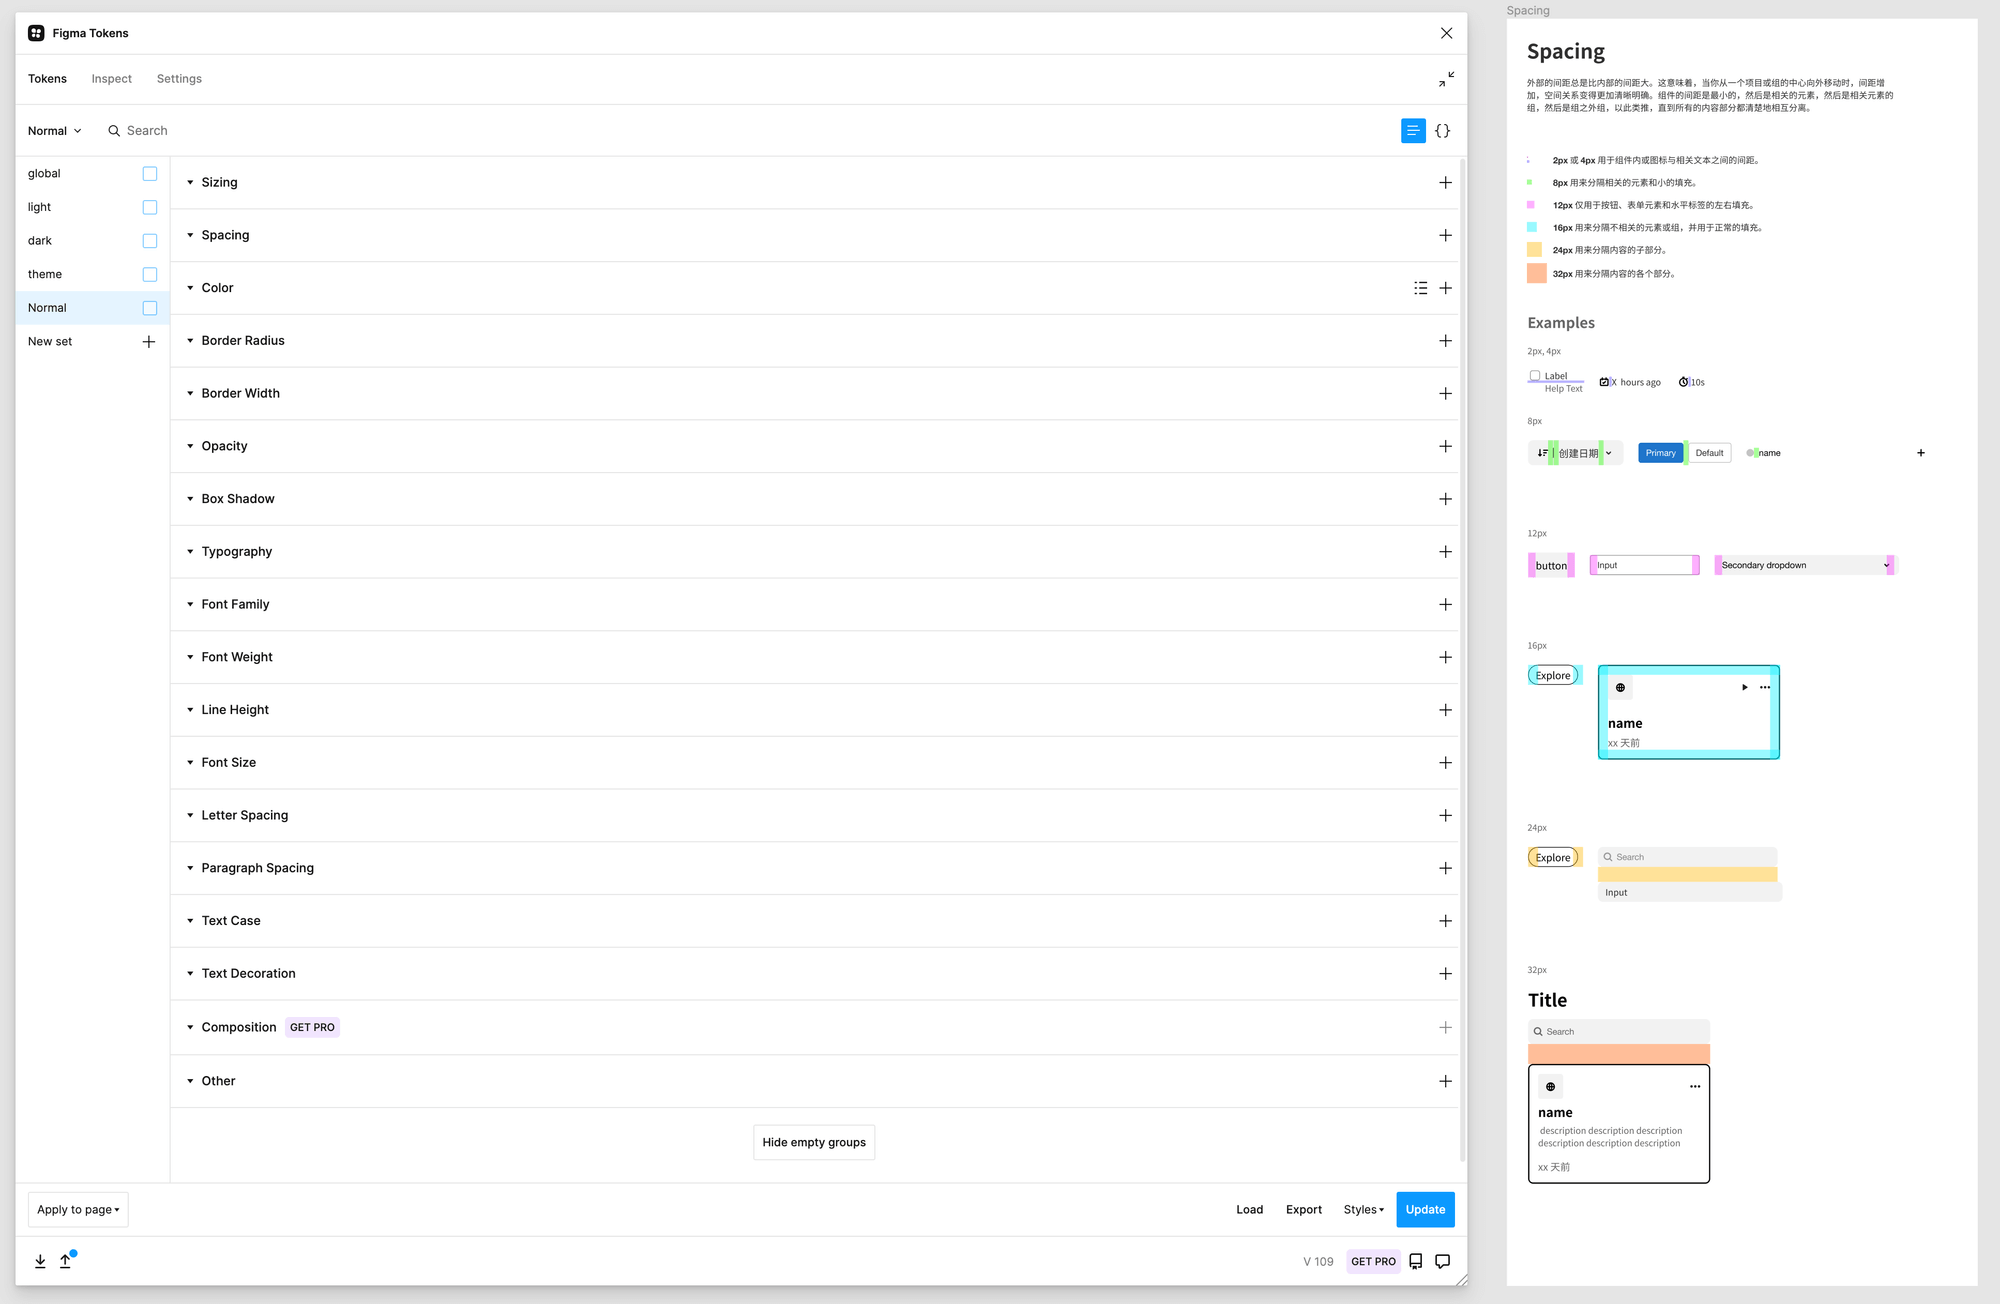 Figma Tokens
Tokens
Inspect
Settings
Normal
Search
global
light
dark
theme
Normal
New set
Sizing
Spacing
Color
Border Radius
Border Width
Opacity
Box Shadow
Typography
Font Family
Font Weight
Line Height
Font Size
Letter Spacing
Paragraph Spacing
Text Case
Text Decoration
Composition GET PRO
Other
Hide empty groups
Apply to page
Load
Export
Styles
Update
V 109
GET PRO
Spacing
Spacing
外部的间距总是比内部的间距大。这意味着，当你从一个项目或组的中心向外移动时，间距增
加，空间关系变得更加清晰明确。组件的间距是最小的，然后是相关的元素，然后是相关元素的
组，然后是组之外组，以此类推，直到所有的内容部分都清楚地相互分离。
2px 或 4px 用于组件内或图标与相关文本之间的间距。
8px 用来分隔相关的元素和小的填充。
12px 仅用于按钮、表单元素和水平标签的左右填充。
16px 用来分隔不相关的元素或组，并用于正常的填充。
24px 用来分隔内容的子部分。
32px 用来分隔内容的各个部分。
Examples
2px, 4px
Label
Help Text
X hours ago
10s
8px
创建日期
Primary
Default
name
12px
button
Input
Secondary dropdown
16px
Explore
name
xx 天前
24px
Explore
Search
Input
32px
Title
Search
name
description description description
description description description
xx 天前